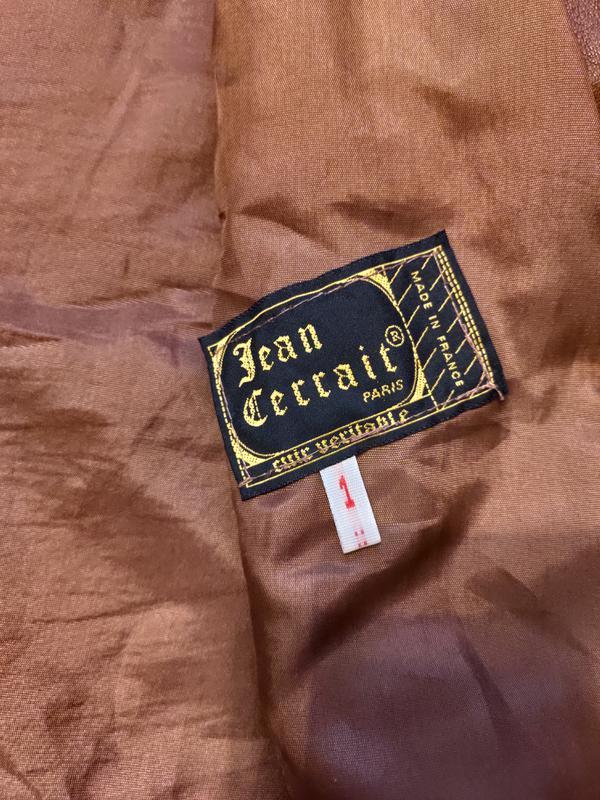 Jean
Cerrait®
PARIS
cuir veritable
MADE IN FRANCE
1